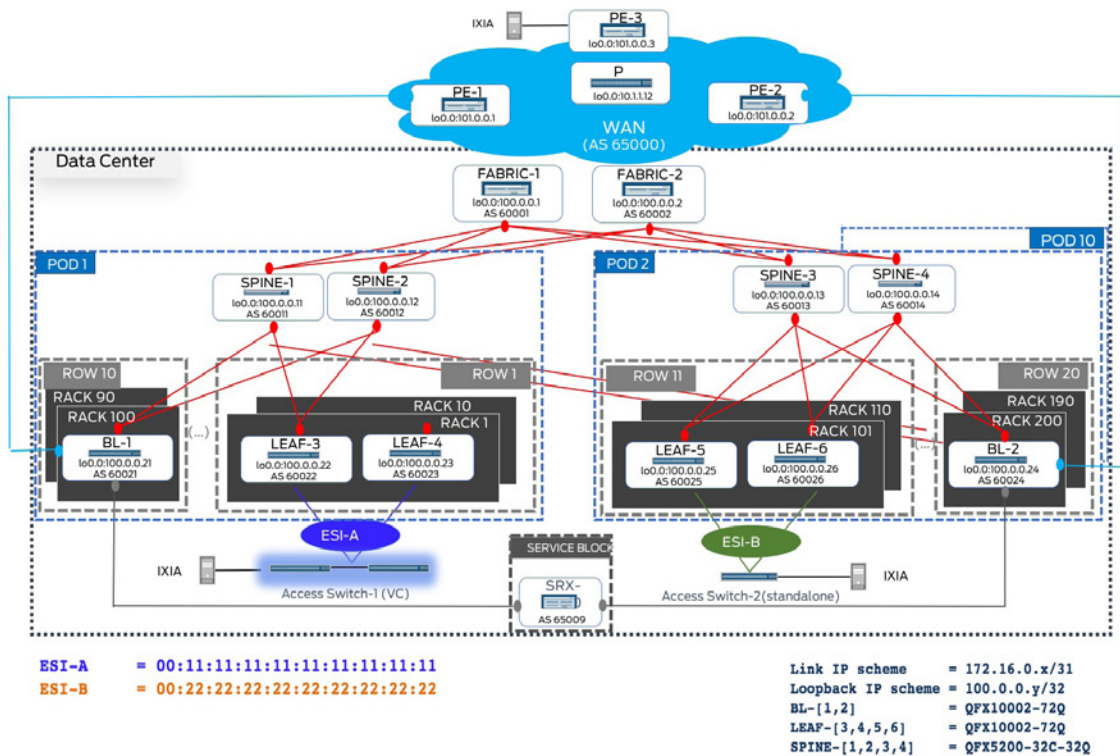 IXIA
PE-3
lo0.0:101.0.0.3
P
lo0.0:10.1.1.12
PE-1
lo0.0:101.0.0.1
PE-2
lo0.0:101.0.0.2
WAN
(AS 65000)
Data Center
FABRIC-1
lo0.0:100.0.0.1
AS 60001
FABRIC-2
lo0.0:100.0.0.2
AS 60002
POD 10
POD 1
POD 2
SPINE-1
lo0.0:100.0.0.11
AS 60011
SPINE-2
lo0.0:100.0.0.12
AS 60012
SPINE-3
lo0.0:100.0.0.13
AS 60013
SPINE-4
lo0.0:100.0.0.14
AS 60014
ROW 10
RACK 90
RACK 100
BL-1
lo0.0:100.0.0.21
AS 60021
(...)
ROW 1
RACK 10
RACK 1
LEAF-3
lo0.0:100.0.0.22
AS 60022
LEAF-4
lo0.0:100.0.0.23
AS 60023
ROW 11
RACK 110
RACK 101
LEAF-5
lo0.0:100.0.0.25
AS 60025
LEAF-6
lo0.0:100.0.0.26
AS 60026
(...)
ROW 20
RACK 190
RACK 200
BL-2
lo0.0:100.0.0.24
AS 60024
ESI-A
ESI-B
SERVICE BLOCK
IXIA
Access Switch-1 (VC)
SRX-
AS 65009
IXIA
Access Switch-2(standalone)
ESI-A = 00:11:11:11:11:11:11:11:11:11
ESI-B = 00:22:22:22:22:22:22:22:22:22
Link IP scheme = 172.16.0.x/31
Loopback IP scheme = 100.0.0.y/32
BL-[1,2] = QFX10002-72Q
LEAF-[3,4,5,6] = QFX10002-72Q
SPINE-[1,2,3,4] = QFX5200-32C-32Q